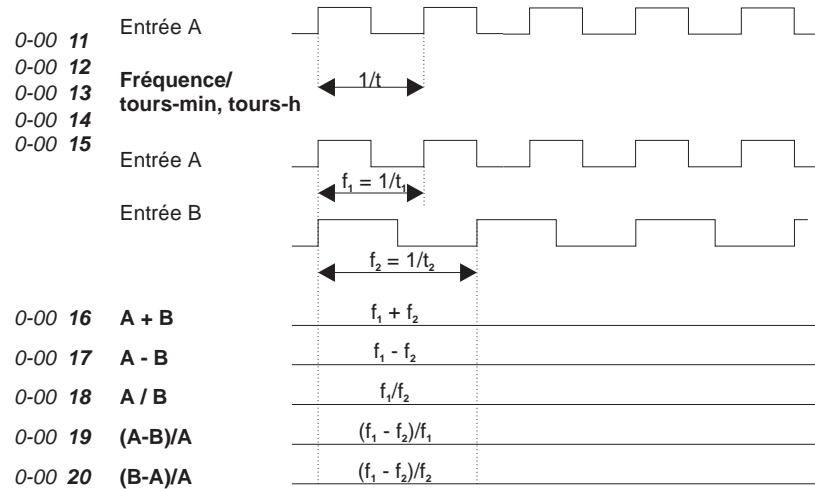 0-00 11 Entrée A
0-00 12
0-00 13 Fréquence/
tours-min, tours-h 1/t
0-00 14
0-00 15
Entrée A
f₁ = 1/t₁
Entrée B
f₂ = 1/t₂
0-00 16 A + B f₁ + f₂
0-00 17 A - B f₁ - f₂
0-00 18 A / B f₁/f₂
0-00 19 (A-B)/A (f₁ - f₂)/f₁
0-00 20 (B-A)/A (f₁ - f₂)/f₂